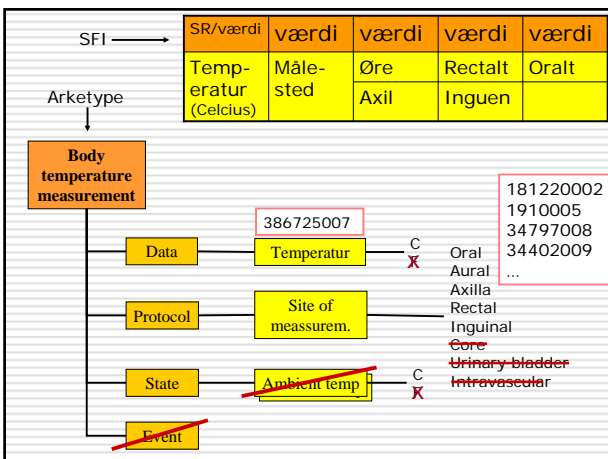 SFI
SR/værdi værdi værdi værdi værdi
Temp-
eratur
(Celcius)
Måle-
sted
Øre Rectalt Oralt
Axil Inguen
Arketype
Body
temperature
measurement
386725007
181220002
1910005
34797008
34402009
...
Data Temperatur C
F
Oral
Aural
Axilla
Rectal
Inguinal
Core
Urinary bladder
Intravascular
Protocol Site of
meassurem.
State Ambient temp C
F
Event